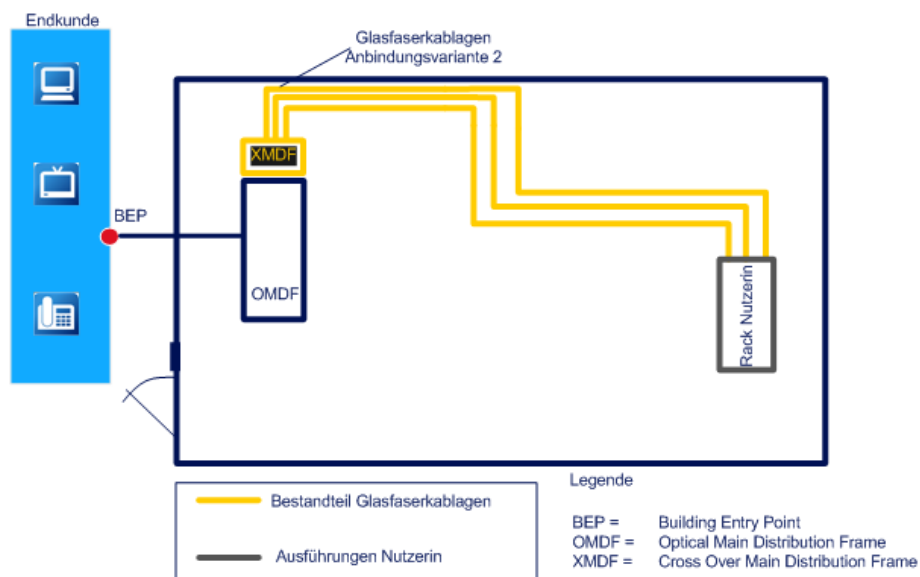 Endkunde
Glasfaserkablagen
Anbindungsvariante 2
XMDF
BEP
OMDF
Rack Nutzerin
Bestandteil Glasfaserkablagen
Ausführungen Nutzerin
Legende
BEP = Building Entry Point
OMDF = Optical Main Distribution Frame
XMDF = Cross Over Main Distribution Frame